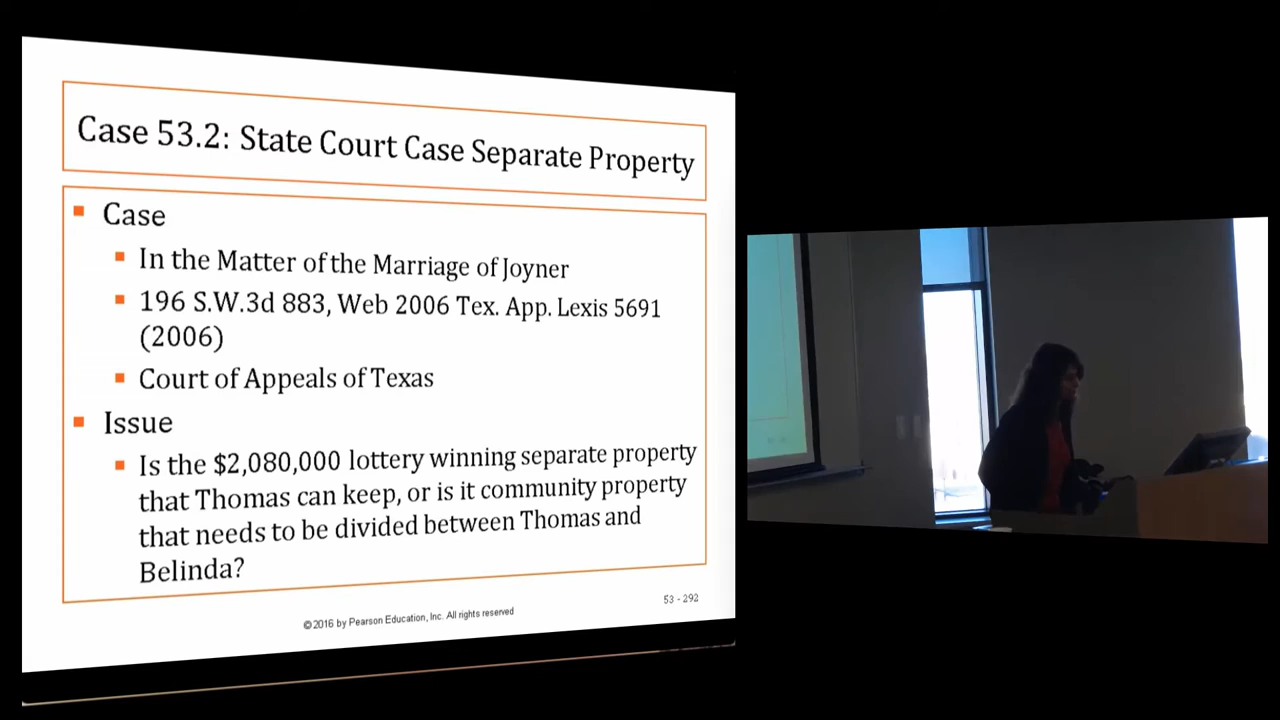 Case 53.2: State Court Case Separate Property
Case
In the Matter of the Marriage of Joyner
196 S.W.3d 883, Web 2006 Tex. App. Lexis 5691
(2006)
Court of Appeals of Texas
Issue
Is the $2,080,000 lottery winning separate property
that Thomas can keep, or is it community property
that needs to be divided between Thomas and
Belinda?
53 - 292
© 2016 by Pearson Education, Inc. All rights reserved